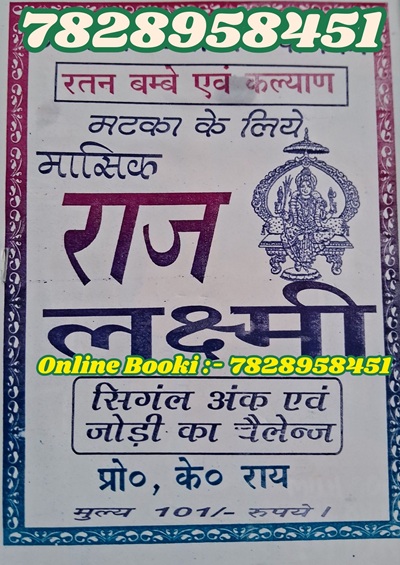 7828958451
रतन बम्बे एवं कल्याण
मटका के लिये
मासिक
राज
लक्ष्मी
Online Booki :- 7828958451
सिगंल अंक एवं
जोड़ी का चैलेन्ज
प्रो०, के० राय
मुल्य 101/- रुपये।